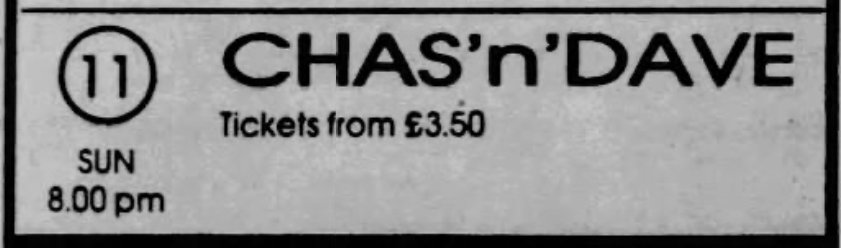 11
CHAS'n'DAVE
Tickets from £3.50
SUN
8.00 pm